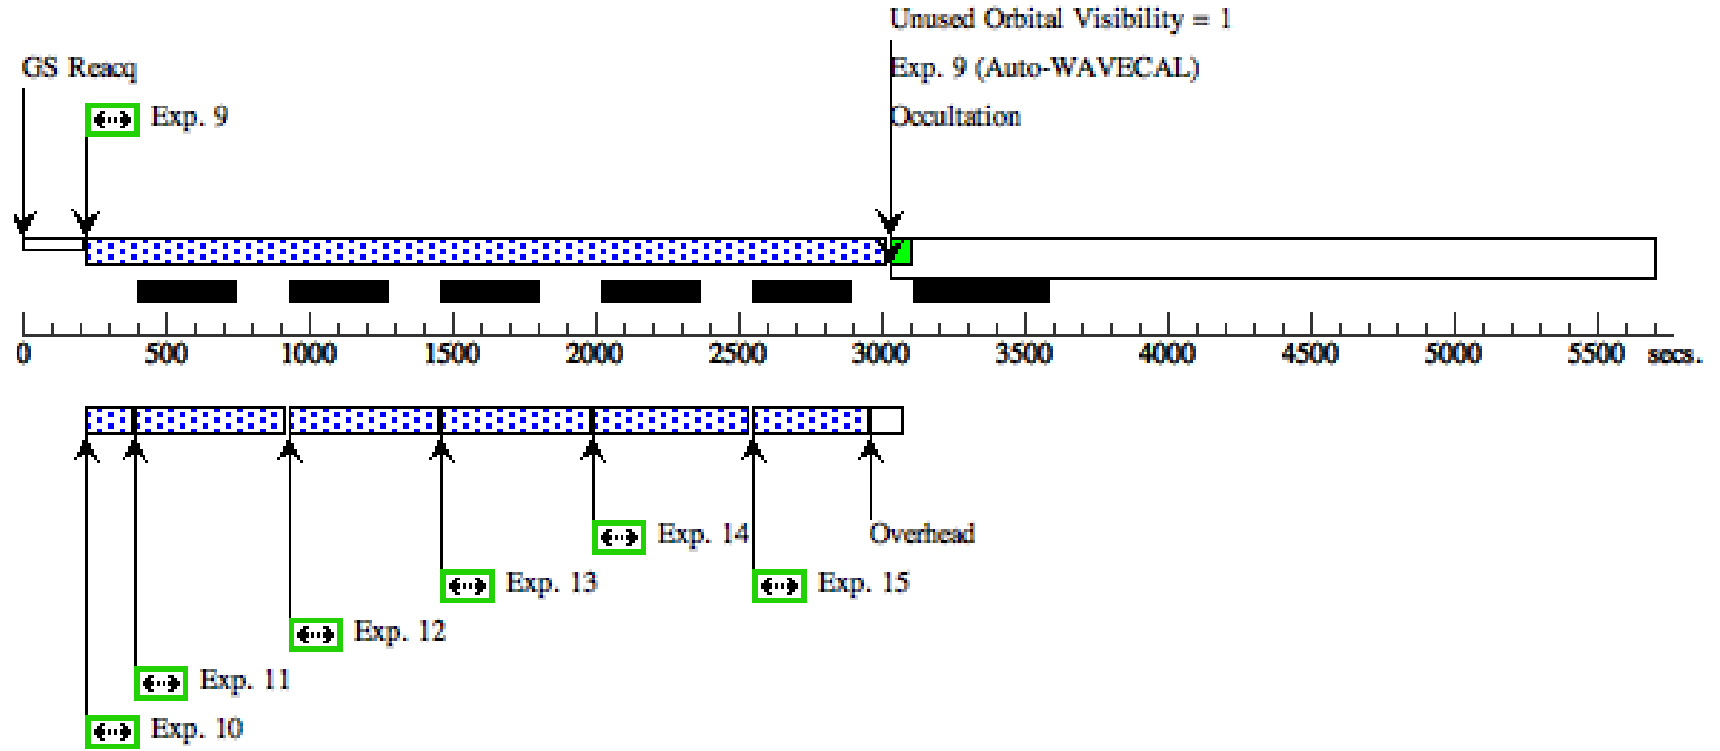 Unused Orbital Visibility = 1
GS Reacq
Exp. 9 (Auto-WAVECAL)
Exp. 9
Occultation
0 500 1000 1500 2000 2500 3000 3500 4000 4500 5000 5500 secs.
Exp. 14
Overhead
Exp. 13
Exp. 15
Exp. 12
Exp. 11
Exp. 10